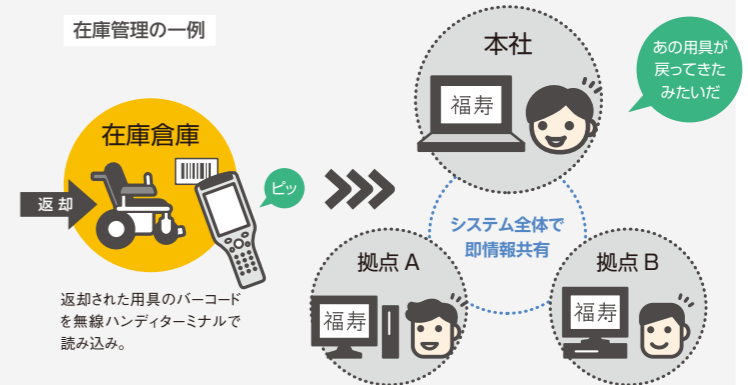 在庫管理の一例
本社
福寿
あの用具が
戻ってきた
みたいだ
在庫倉庫
返却
ピッ
返却された用具のバーコード
を無線ハンディターミナルで
読み込み。
システム全体で
即情報共有
拠点 A
福寿
拠点 B
福寿